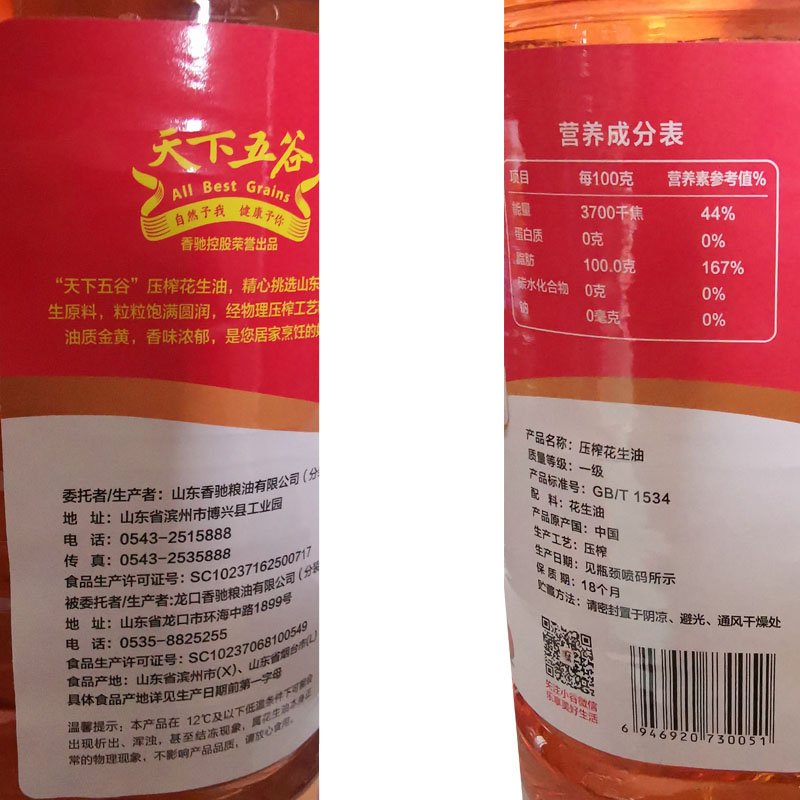 天下五谷
All Best Grains
自然予我 健康予你
香驰控股荣誉出品
“天下五谷”压榨花生油，精心挑选山东
生原料，粒粒饱满圆润，经物理压榨工艺
油质金黄，香味浓郁，是您居家烹饪的
委托者/生产者：山东香驰粮油有限公司（分
地 址：山东省滨州市博兴县工业园
电 话：0543-2515888
传 真：0543-2535888
食品生产许可证号：SC10237162500717
被委托者/生产者：龙口香驰粮油有限公司（分装
地 址：山东省龙口市环海中路1899号
电 话：0535-8825255
食品生产许可证号：SC10237068100549
食品产地：山东省滨州市(X)、山东省烟台市(L)
具体食品产地详见生产日期前第一字母
温馨提示：本产品在 12℃及以下低温条件下可能会
出现析出、浑浊，甚至结冻现象，属花生油本身正
常的物理现象，不影响产品品质，请放心食用。
营养成分表
项目 每100克 营养素参考值%
能量 3700千焦 44%
蛋白质 0克 0%
脂肪 100.0克 167%
碳水化合物 0克 0%
钠 0毫克 0%
产品名称：压榨花生油
质量等级：一级
产品标准号：GB/T 1534
配 料：花生油
产品原产国：中国
生产工艺：压榨
生产日期：见瓶颈喷码所示
保 质 期：18个月
贮藏方法：请密封置于阴凉、避光、通风干燥处
关注小谷微信
乐享美好生活
6 946920 730051